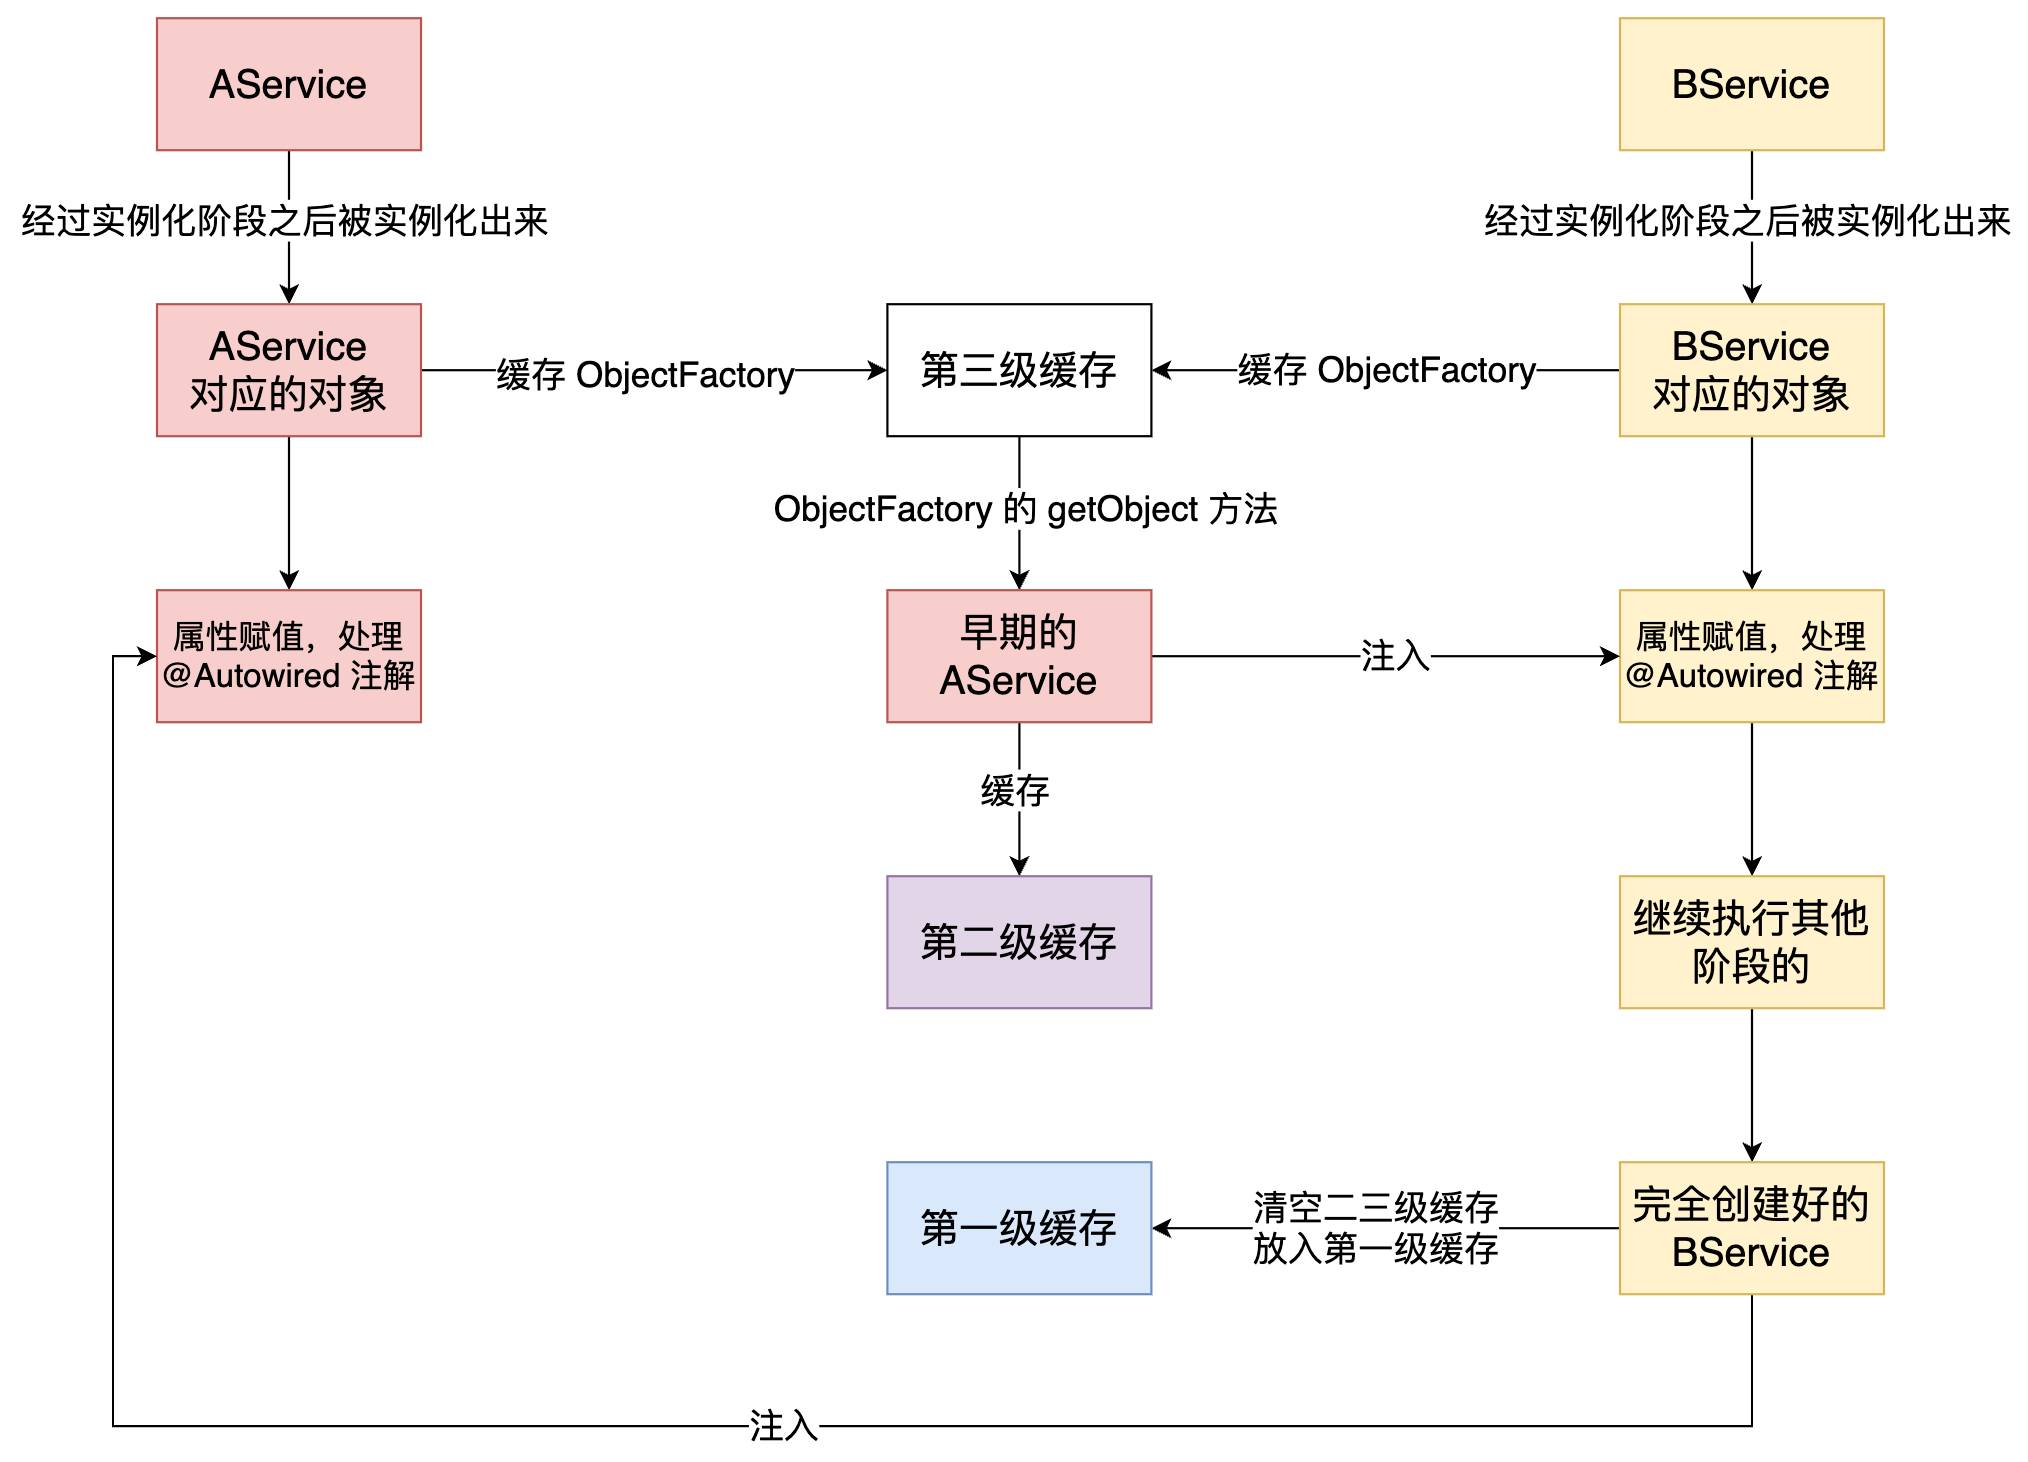 AService
BService
经过实例化阶段之后被实例化出来
经过实例化阶段之后被实例化出来
AService
对应的对象
缓存 ObjectFactory
第三级缓存
缓存 ObjectFactory
BService
对应的对象
ObjectFactory 的 getObject 方法
属性赋值，处理
@Autowired 注解
早期的
AService
注入
属性赋值，处理
@Autowired 注解
缓存
第二级缓存
继续执行其他
阶段的
第一级缓存
清空二三级缓存
放入第一级缓存
完全创建好的
BService
注入